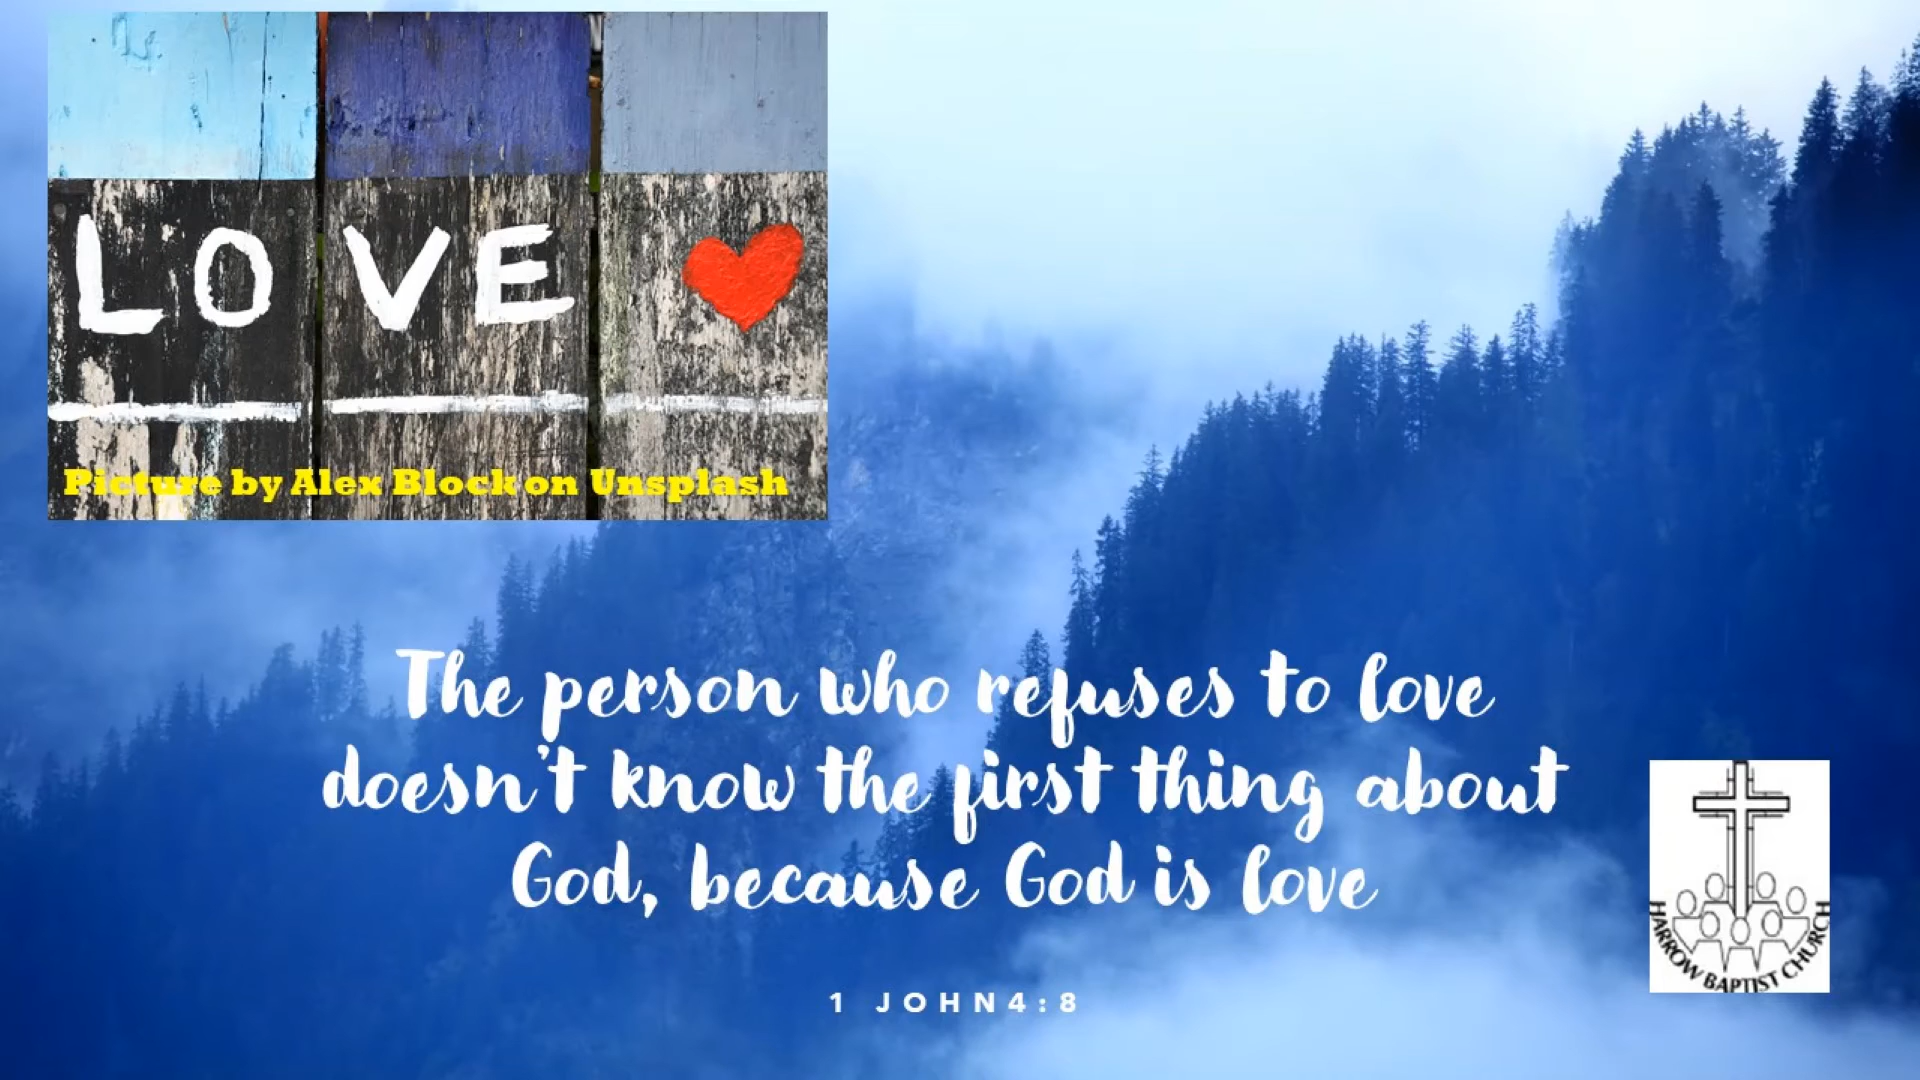 LOVE
Picture by Alex Block on Unsplash
The person who refuses to love
doesn't know the first thing about
God, because God is love
HARROW BAPTIST CHURCH
1 JOHN4:8